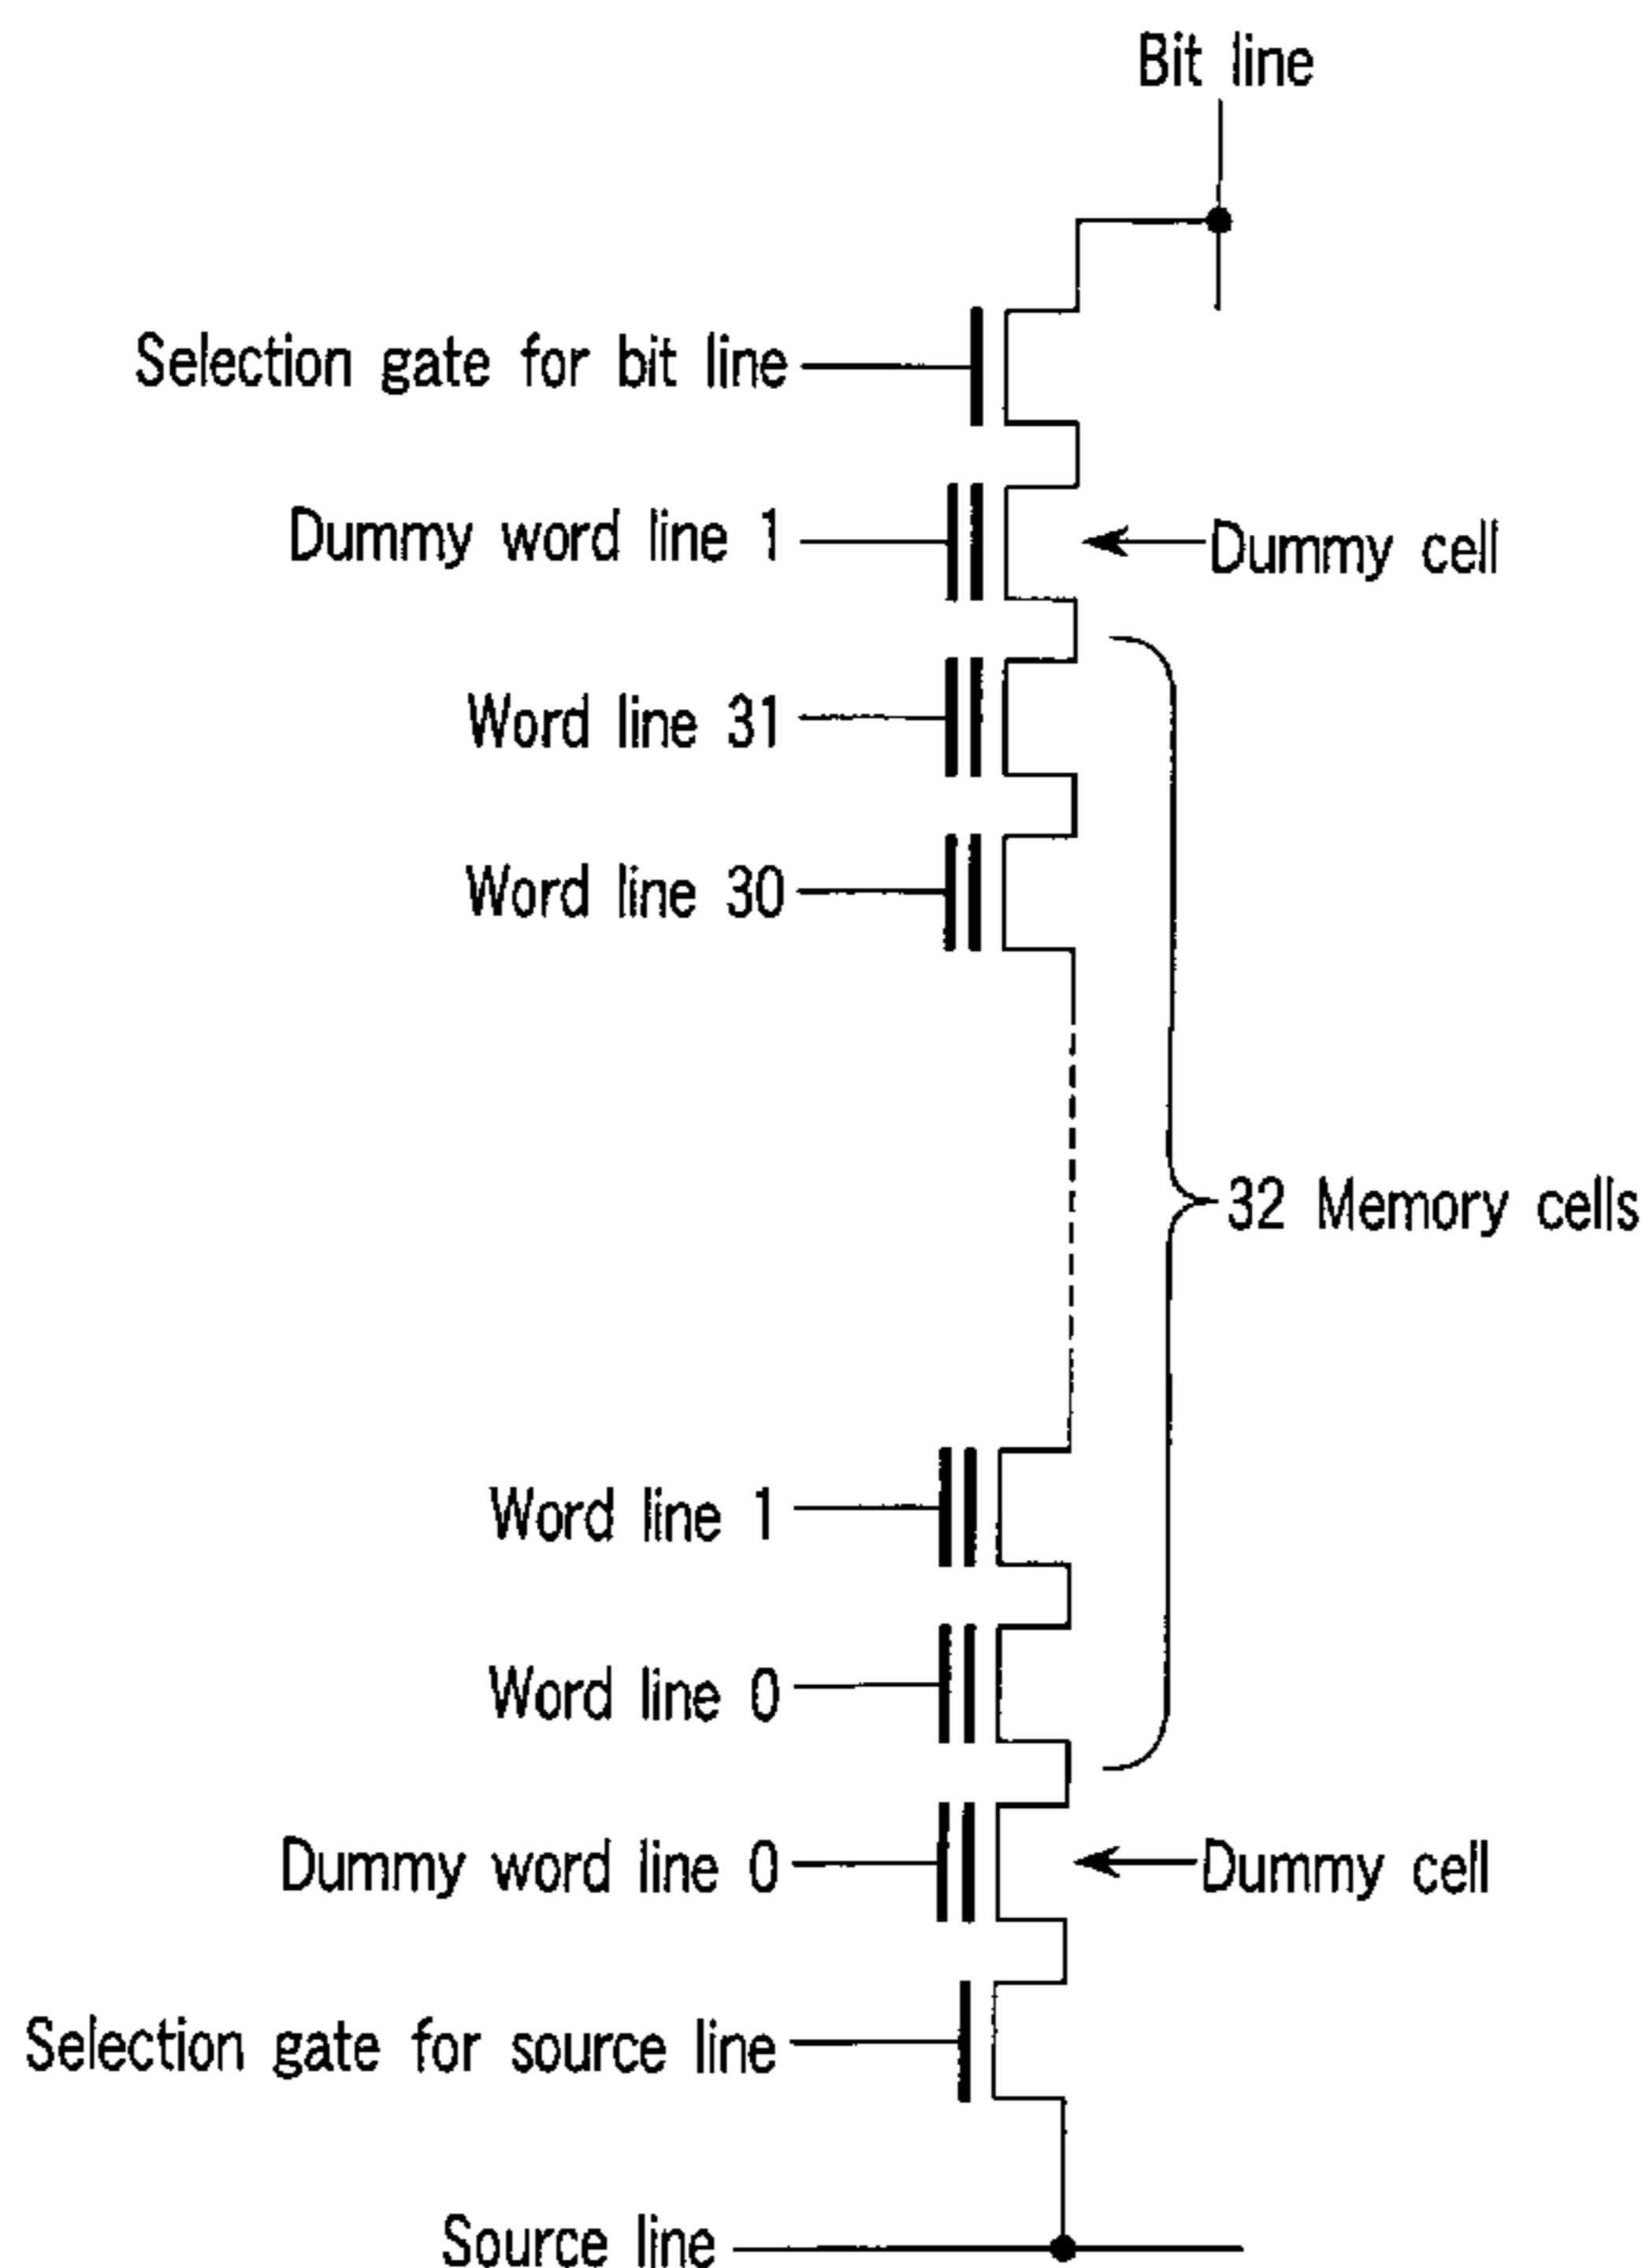 Bit line
Selection gate for bit line
Dummy word line 1
Dummy cell
Word line 31
Word line 30
32 Memory cells
Word line 1
Word line 0
Dummy word line 0
Dummy cell
Selection gate for source line
Source line